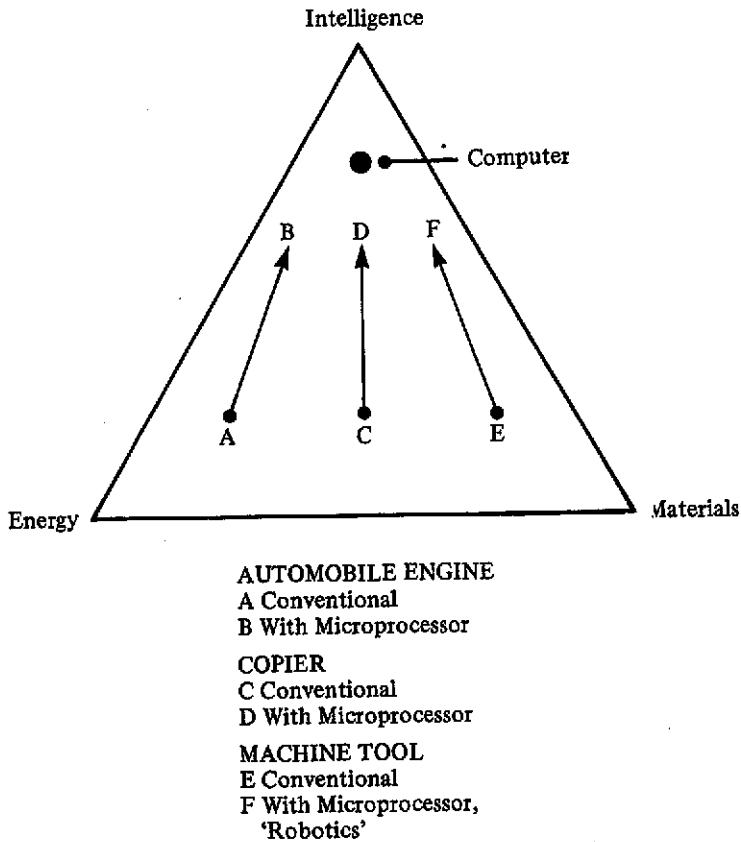 Intelligence
Computer
B D F
A C E
Energy
Materials
AUTOMOBILE ENGINE
A Conventional
B With Microprocessor
COPIER
C Conventional
D With Microprocessor
MACHINE TOOL
E Conventional
F With Microprocessor,
‘Robotics’